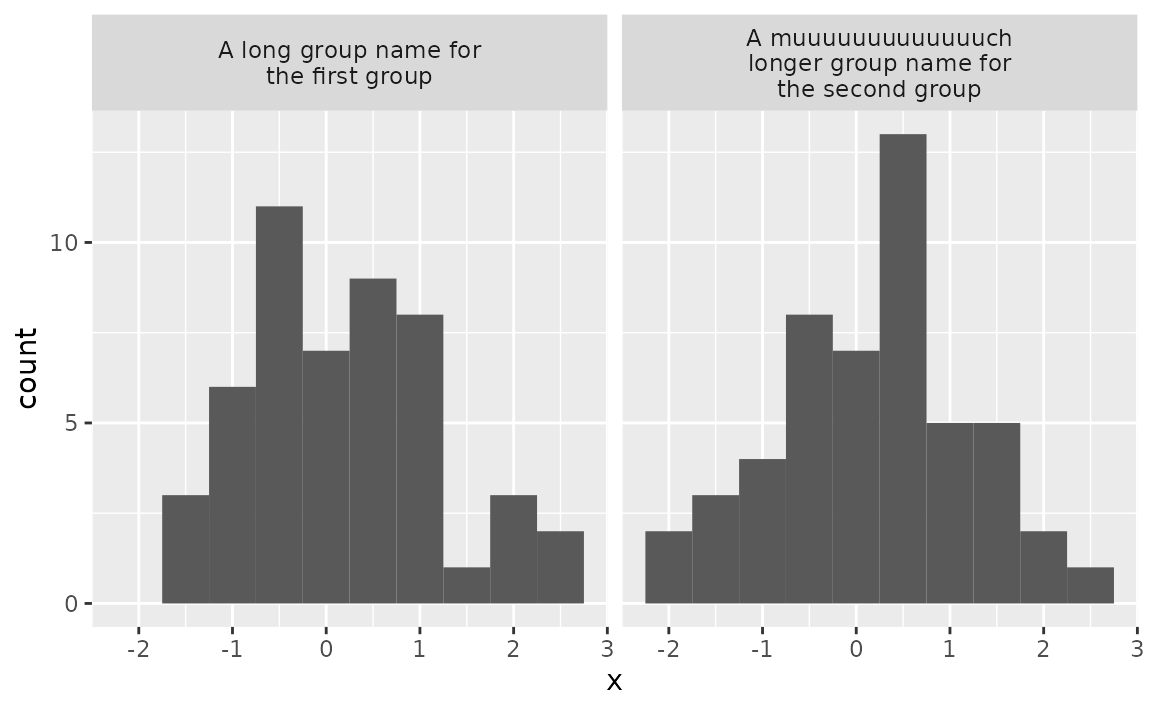 A long group name for
the first group
A muuuuuuuuuuuuuch
longer group name for
the second group
10
5
0
count
-2 -1 0 1 2 3
-2 -1 0 1 2 3
x